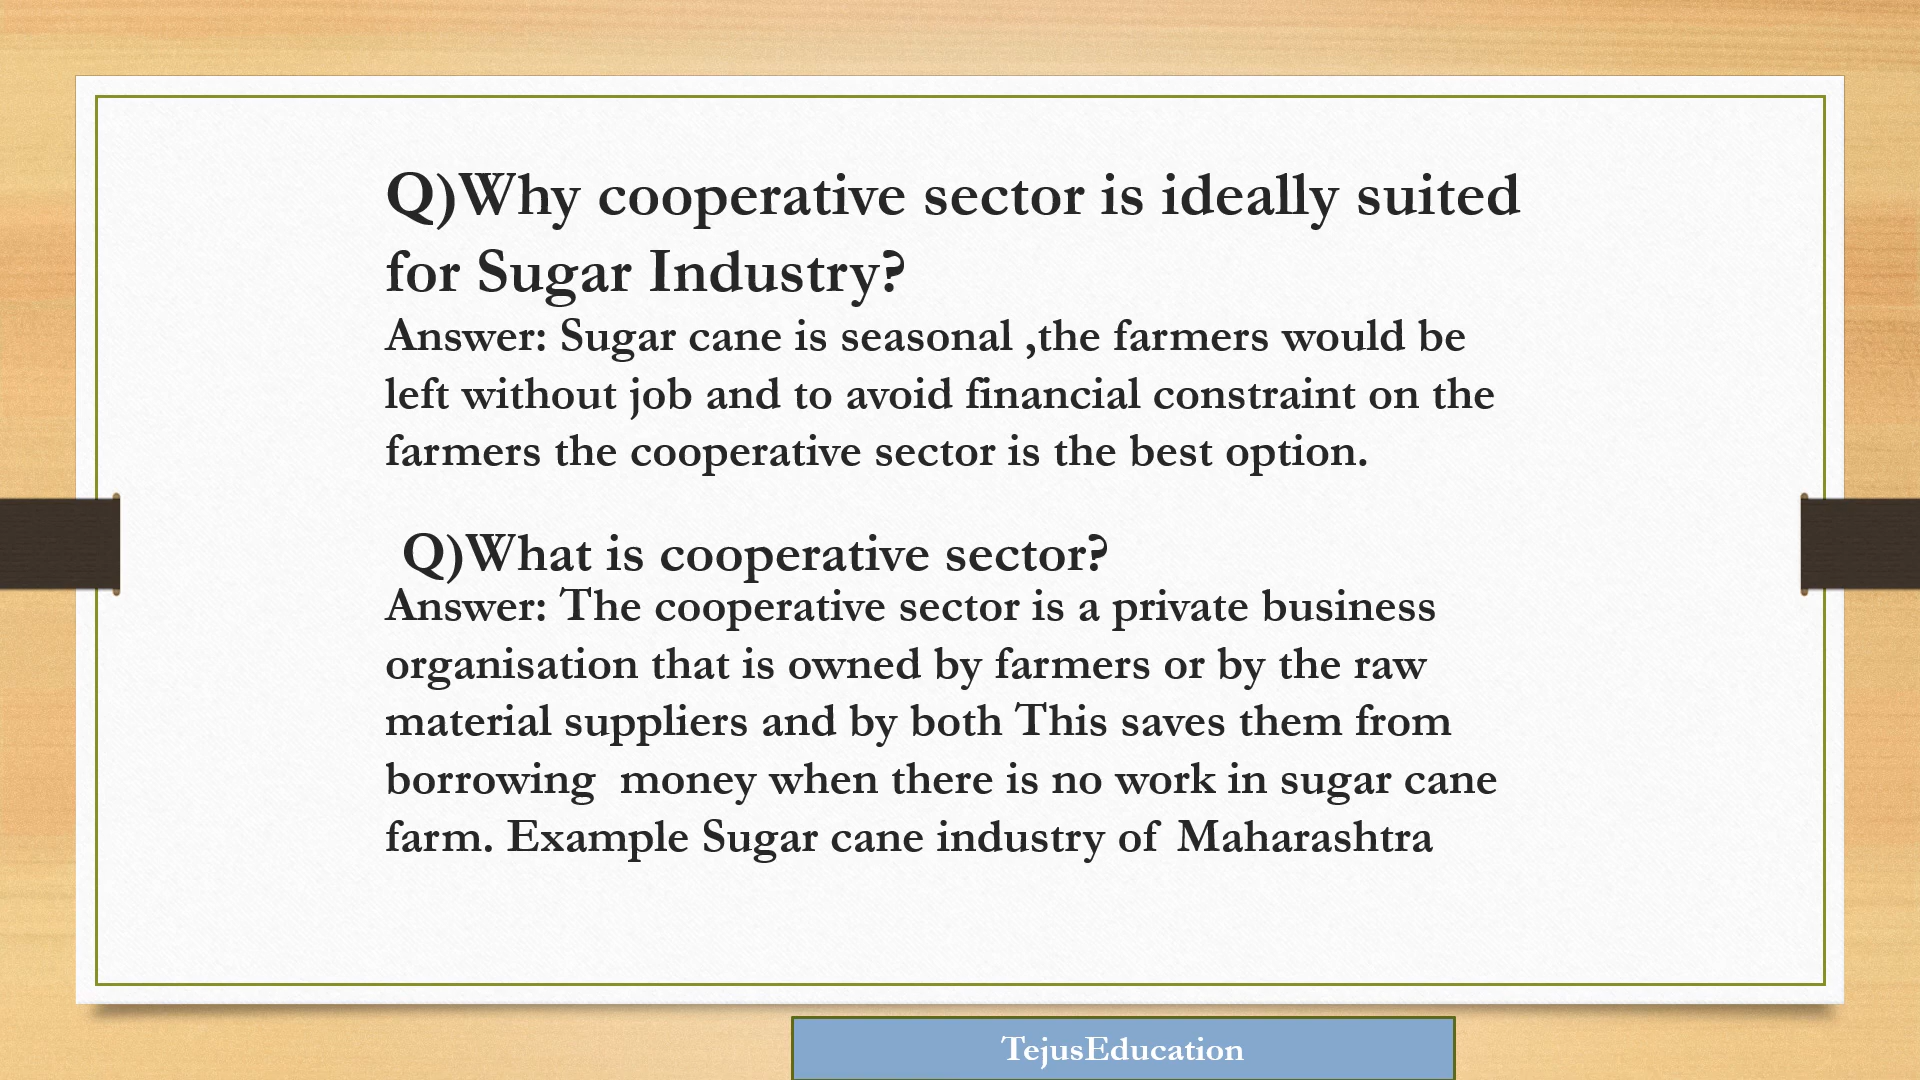 Q)Why cooperative sector is ideally suited
for Sugar Industry?
Answer: Sugar cane is seasonal ,the farmers would be
left without job and to avoid financial constraint on the
farmers the cooperative sector is the best option.
Q)What is cooperative sector?
Answer: The cooperative sector is a private business
organisation that is owned by farmers or by the raw
material suppliers and by both This saves them from
borrowing  money when there is no work in sugar cane
farm. Example Sugar cane industry of Maharashtra
TejusEducation